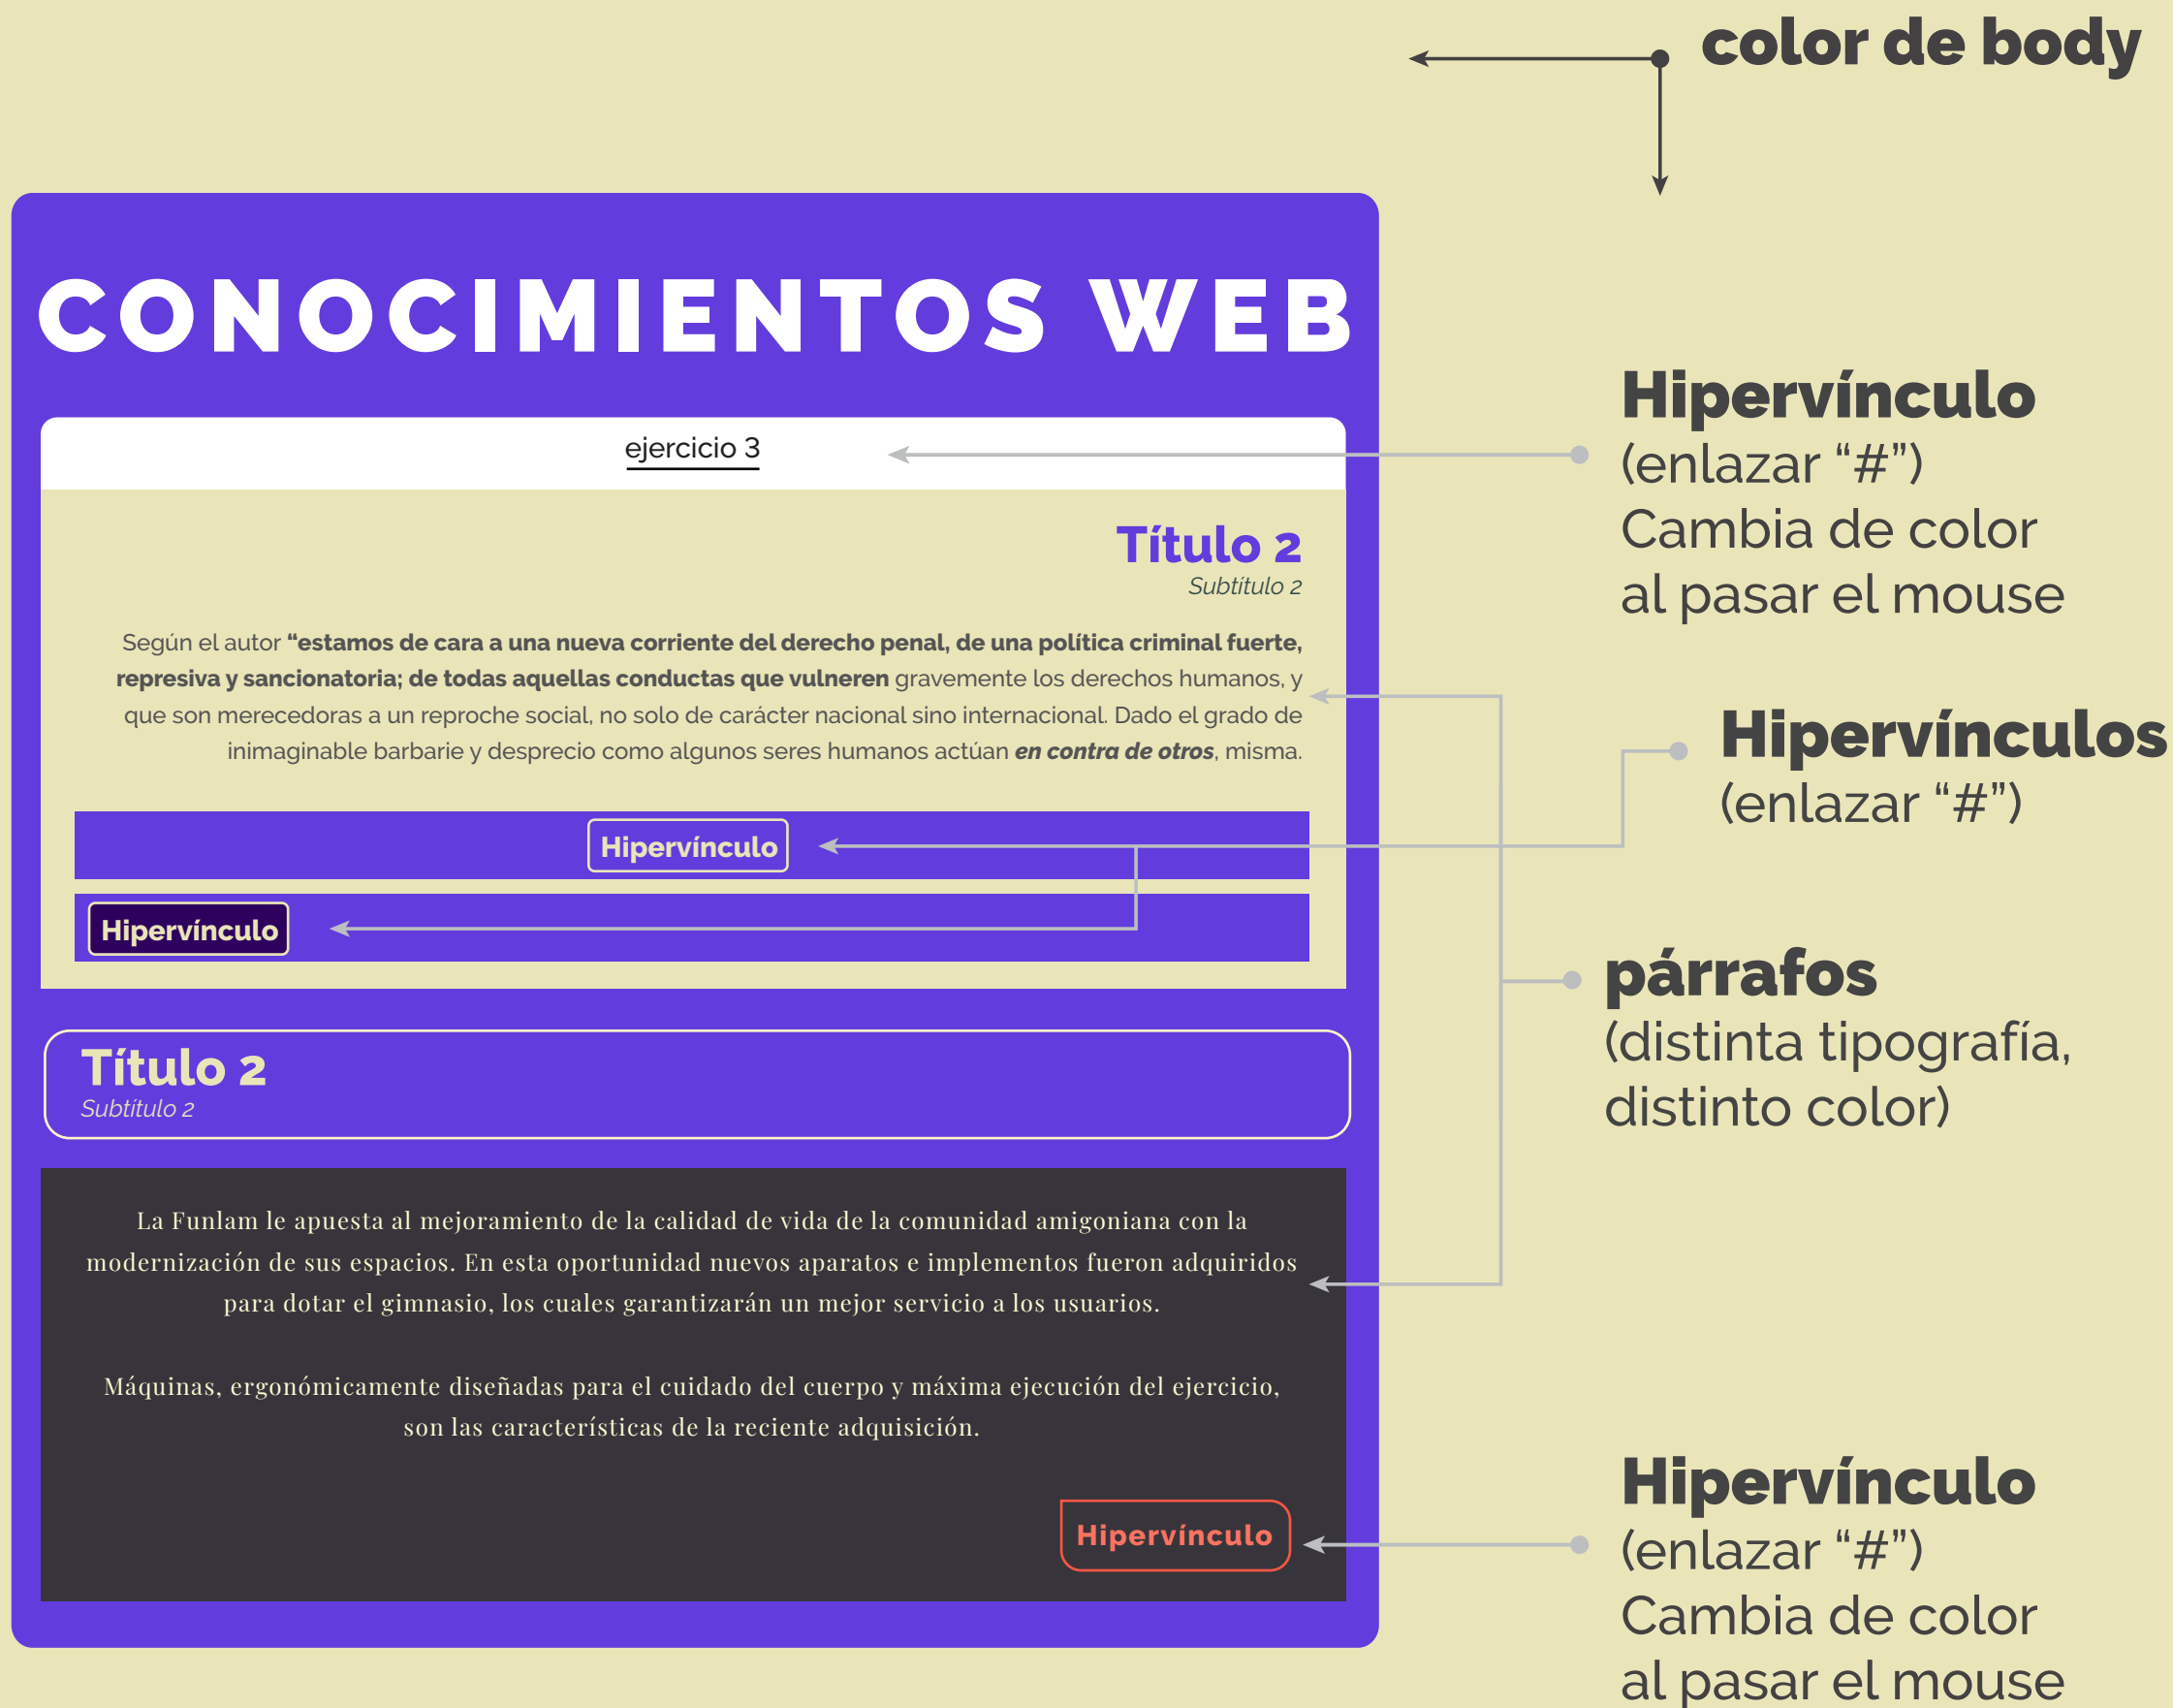 color de body
CONOCIMIENTOS WEB
ejercicio 3
Título 2
Subtítulo 2
Según el autor “estamos de cara a una nueva corriente del derecho penal, de una política criminal fuerte,
represiva y sancionatoria; de todas aquellas conductas que vulneren gravemente los derechos humanos, y
que son merecedoras a un reproche social, no solo de carácter nacional sino internacional. Dado el grado de
inimaginable barbarie y desprecio como algunos seres humanos actúan en contra de otros, misma.
Hipervínculo
Hipervínculo
Título 2
Subtítulo 2
La Funlam le apuesta al mejoramiento de la calidad de vida de la comunidad amigoniana con la
modernización de sus espacios. En esta oportunidad nuevos aparatos e implementos fueron adquiridos
para dotar el gimnasio, los cuales garantizarán un mejor servicio a los usuarios.
Máquinas, ergonómicamente diseñadas para el cuidado del cuerpo y máxima ejecución del ejercicio,
son las características de la reciente adquisición.
Hipervínculo
Hipervínculo
(enlazar “#”)
Cambia de color
al pasar el mouse
Hipervínculos
(enlazar “#”)
párrafos
(distinta tipografía,
distinto color)
Hipervínculo
(enlazar “#”)
Cambia de color
al pasar el mouse